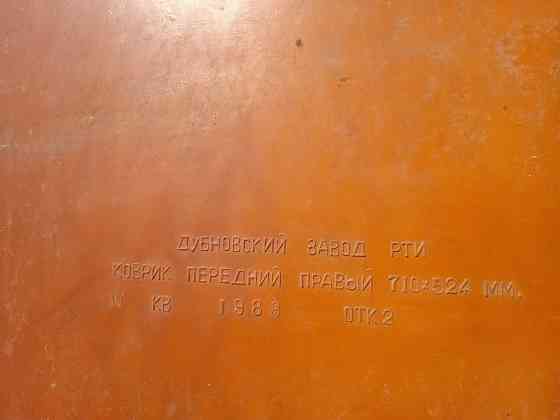 ДУБНОВСКИЙ ЗАВОД РТИ
КОВРИК ПЕРЕДНИЙ ПРАВЫЙ 710×524 ММ.
КВ ОТК.2